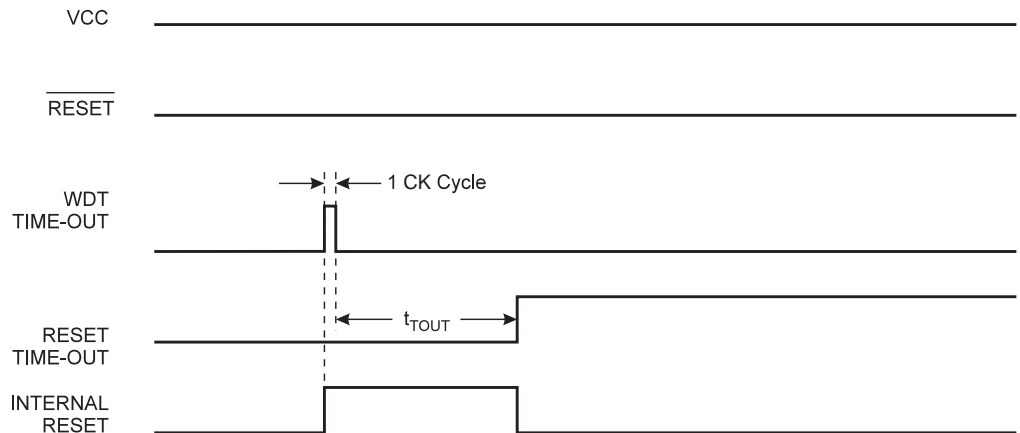 VCC
RESET
1 CK Cycle
WDT
TIME-OUT
tTOUT
RESET
TIME-OUT
INTERNAL
RESET